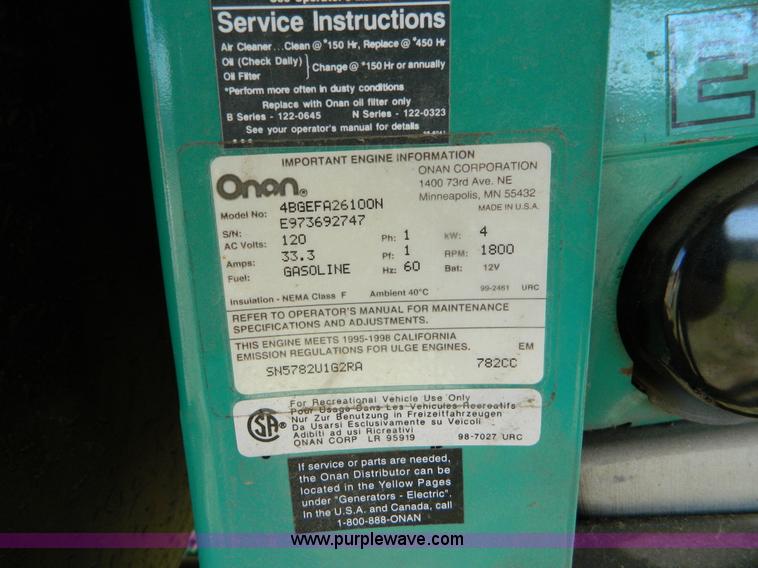 Service Instructions
Air Cleaner...Clean @ *150 Hr, Replace @ *450 Hr
Oil (Check Daily)
Oil Filter
Change @ *150 Hr or annually
*Perform more often in dusty conditions
Replace with Onan oil filter only
B Series - 122-0645 N Series - 122-0323
See your operator's manual for details
IMPORTANT ENGINE INFORMATION
Onan®
ONAN CORPORATION
1400 73rd Ave. NE
Minneapolis, MN 55432
MADE IN U.S.A.
Model No: 4BGEFA26100N
S/N: E973692747
AC Volts: 120 Ph: 1 kW: 4
Amps: 33.3 Pf: 1 RPM: 1800
Fuel: GASOLINE Hz: 60 Bat: 12V
Insulation - NEMA Class F Ambient 40°C 99-2461 URC
REFER TO OPERATOR'S MANUAL FOR MAINTENANCE
SPECIFICATIONS AND ADJUSTMENTS.
THIS ENGINE MEETS 1995-1998 CALIFORNIA EM
EMISSION REGULATIONS FOR ULGE ENGINES.
SN5782U1G2RA 782CC
SA®
For Recreational Vehicle Use Only
Pour Usage Dans Les Vehicules Recreatifs
Nur Zur Benutzung in Freizeitfahrzeugen
Da Usarsi Esclusivamente su Veicoli
Adibiti ad usi Ricreativi
ONAN CORP LR 95919 98-7027 URC
If service or parts are needed,
the Onan Distributor can be
located in the Yellow Pages
under "Generators - Electric".
In the U.S.A. and Canada, call
1-800-888-ONAN
www.purplewave.com